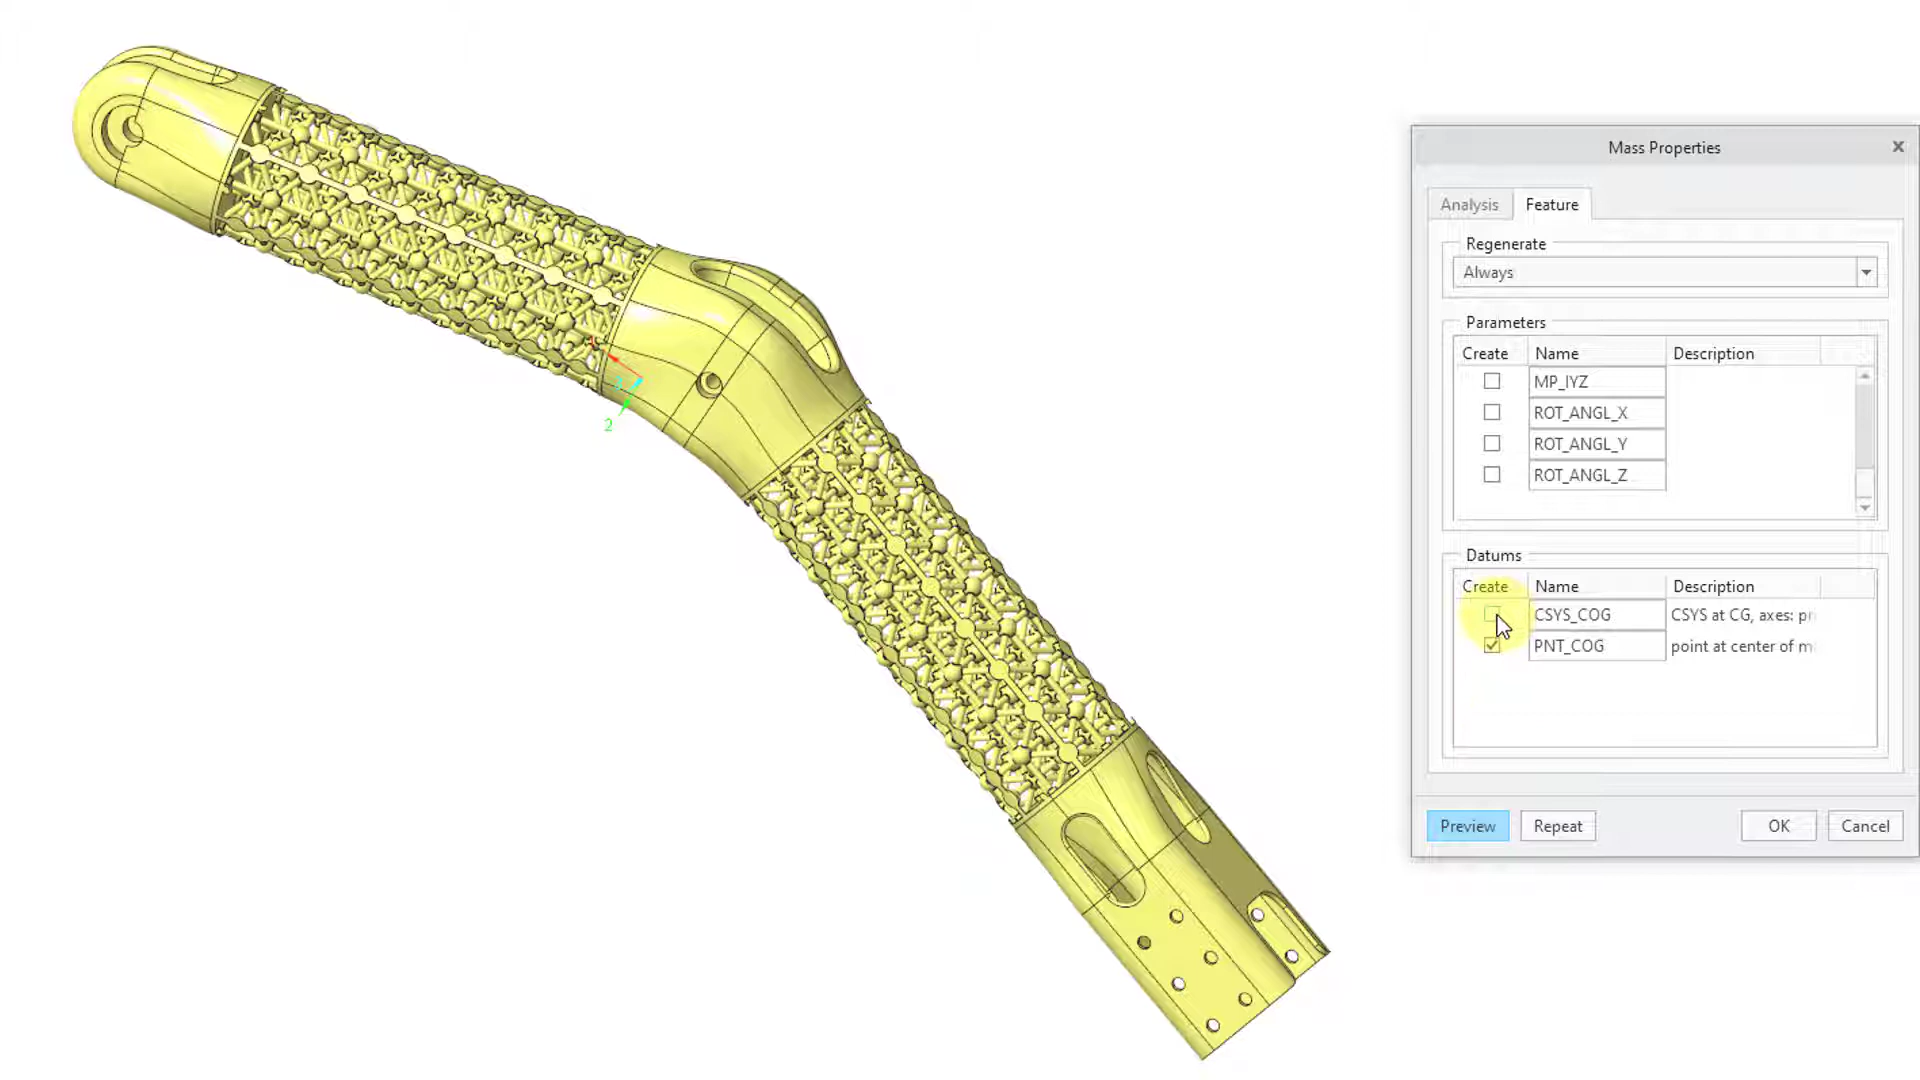 Mass Properties
Analysis Feature
Regenerate
Always
Parameters
Create Name Description
MP_IYZ
ROT_ANGL_X
ROT_ANGL_Y
ROT_ANGL_Z
Datums
Create Name Description
CSYS_COG CSYS at CG, axes: pr
PNT_COG point at center of m
Preview Repeat OK Cancel
2